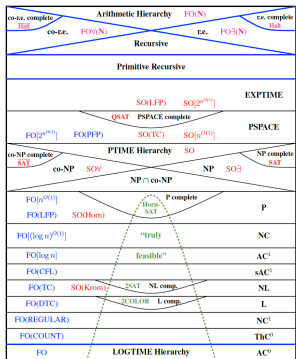 Arithmetic Hierarchy FO(N)
co-r.e. complete r.e. complete
Halt Halt
co-r.e. FO∀(N) r.e. FO∃(N)
Recursive
Primitive Recursive
EXPTIME
SO(LFP) SO[2^{n^{O(1)}}]
QSAT PSPACE complete
PSPACE
FO[2^{n^{O(1)}}] FO(PFP) SO(TC) SO[n^{O(1)}]
PTIME Hierarchy SO
co-NP complete NP complete
SAT SAT
co-NP SO∀ NP SO∃
NP ∩ co-NP
FO[n^{O(1)}] P complete
Horn-
SAT
FO(LFP) SO(Horn) P
FO[(log n)^{O(1)}] “truly NC
FO[log n] feasible” AC¹
FO(CFL) sAC¹
FO(TC) SO(Krom) 2SAT NL comp. NL
FO(DTC) 2COLOR L comp. L
FO(REGULAR) NC¹
FO(COUNT) ThC⁰
FO LOGTIME Hierarchy AC⁰